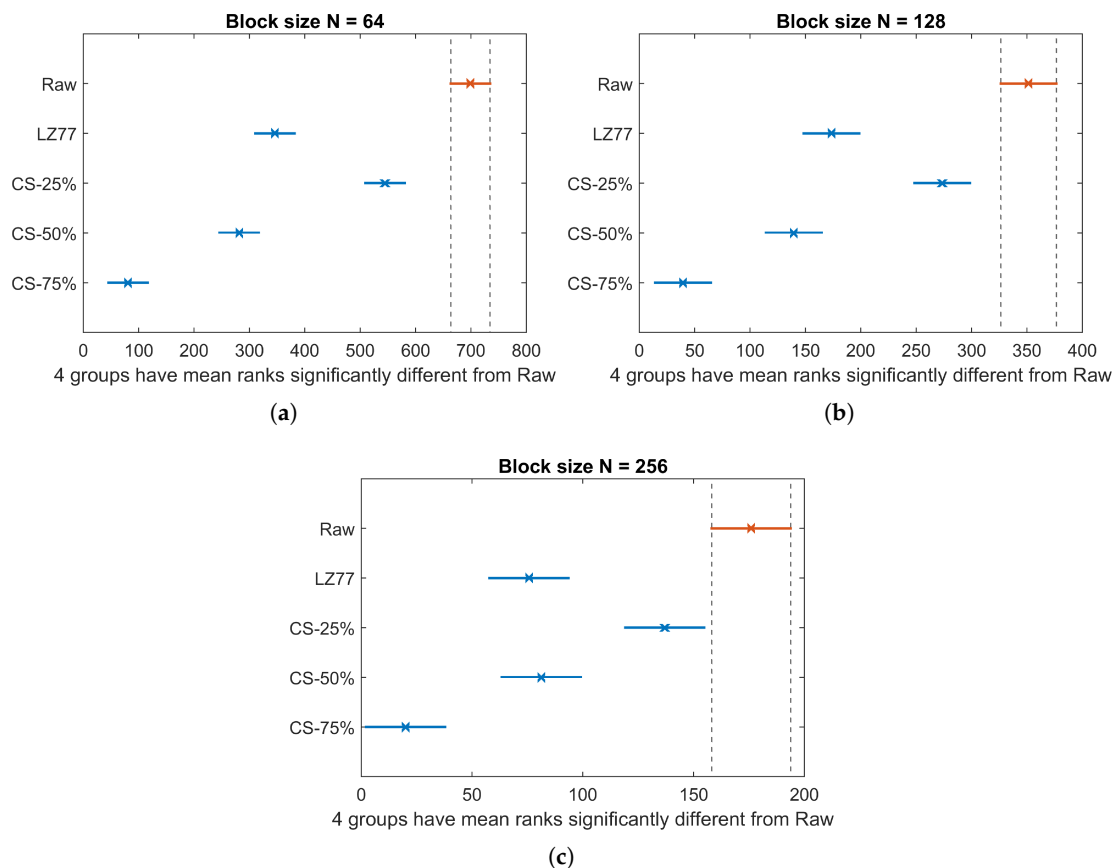 Block size N = 64
Raw
LZ77
CS-25%
CS-50%
CS-75%
0 100 200 300 400 500 600 700 800
4 groups have mean ranks significantly different from Raw
(a)
Block size N = 128
Raw
LZ77
CS-25%
CS-50%
CS-75%
0 50 100 150 200 250 300 350 400
4 groups have mean ranks significantly different from Raw
(b)
Block size N = 256
Raw
LZ77
CS-25%
CS-50%
CS-75%
0 50 100 150 200
4 groups have mean ranks significantly different from Raw
(c)